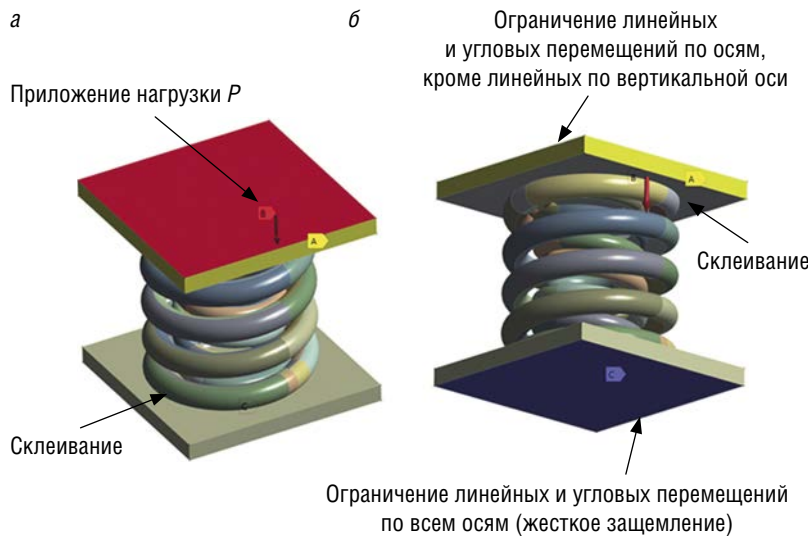 а
б
Приложение нагрузки P
Ограничение линейных
и угловых перемещений по осям,
кроме линейных по вертикальной оси
B
A
Склеивание
C
B
A
Склеивание
C
Ограничение линейных и угловых перемещений
по всем осям (жесткое защемление)